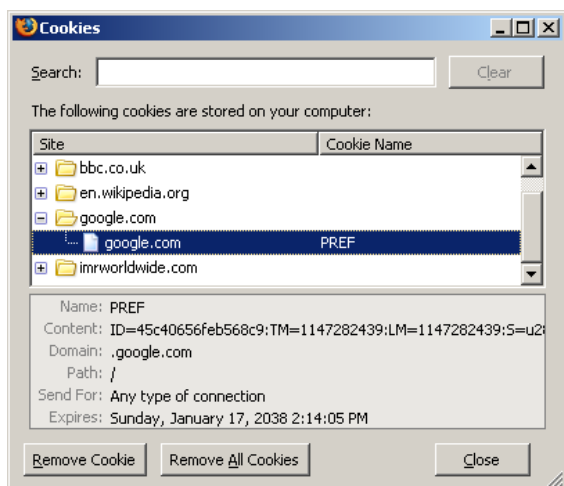 Cookies
Search: Clear
The following cookies are stored on your computer:
Site Cookie Name
bbc.co.uk
en.wikipedia.org
google.com
google.com PREF
imrworldwide.com
Name: PREF
Content: ID=45c40656feb568c9:TM=1147282439:LM=1147282439:S=u2
Domain: .google.com
Path: /
Send For: Any type of connection
Expires: Sunday, January 17, 2038 2:14:05 PM
Remove Cookie Remove All Cookies Close